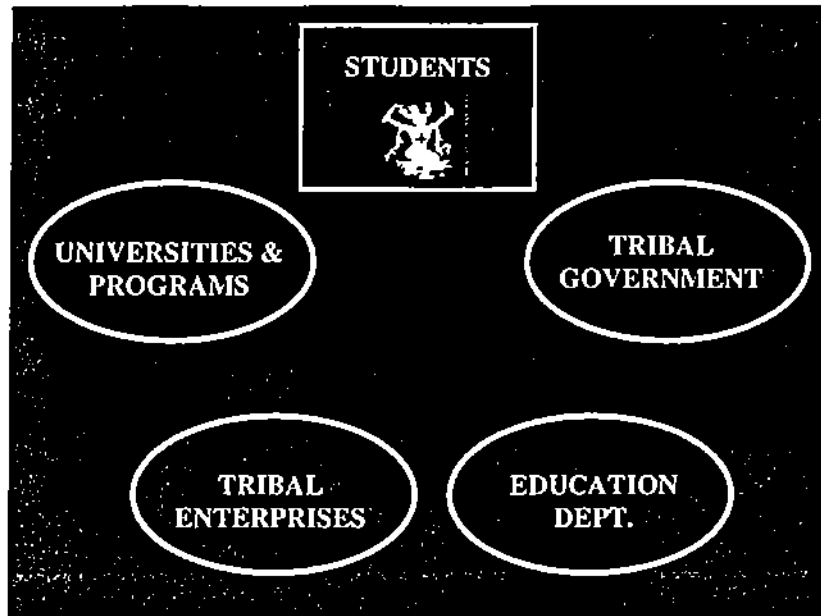 STUDENTS
UNIVERSITIES &
PROGRAMS
TRIBAL
GOVERNMENT
TRIBAL
ENTERPRISES
EDUCATION
DEPT.